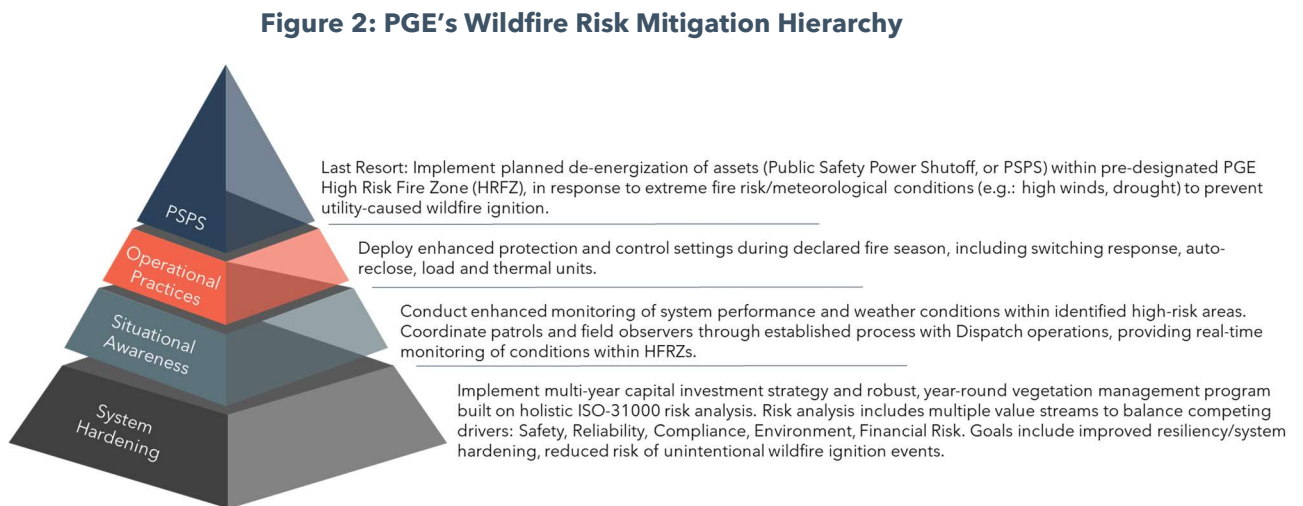 Figure 2: PGE's Wildfire Risk Mitigation Hierarchy
PSPS
Last Resort: Implement planned de-energization of assets (Public Safety Power Shutoff, or PSPS) within pre-designated PGE
High Risk Fire Zone (HRFZ), in response to extreme fire risk/meteorological conditions (e.g.: high winds, drought) to prevent
utility-caused wildfire ignition.
Operational
Practices
Deploy enhanced protection and control settings during declared fire season, including switching response, auto-
reclose, load and thermal units.
Situational
Awareness
Conduct enhanced monitoring of system performance and weather conditions within identified high-risk areas.
Coordinate patrols and field observers through established process with Dispatch operations, providing real-time
monitoring of conditions within HFRZs.
System
Hardening
Implement multi-year capital investment strategy and robust, year-round vegetation management program
built on holistic ISO-31000 risk analysis. Risk analysis includes multiple value streams to balance competing
drivers: Safety, Reliability, Compliance, Environment, Financial Risk. Goals include improved resiliency/system
hardening, reduced risk of unintentional wildfire ignition events.